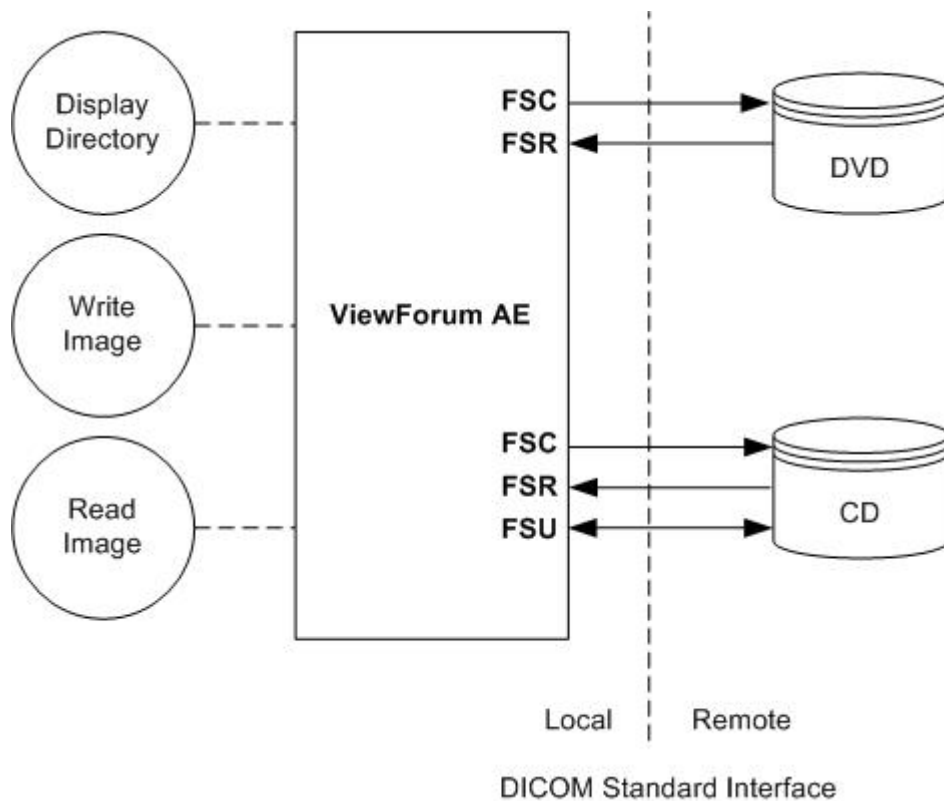 Display
Directory
FSC
FSR
DVD
Write
Image
ViewForum AE
Read
Image
FSC
FSR
FSU
CD
Local
Remote
DICOM Standard Interface